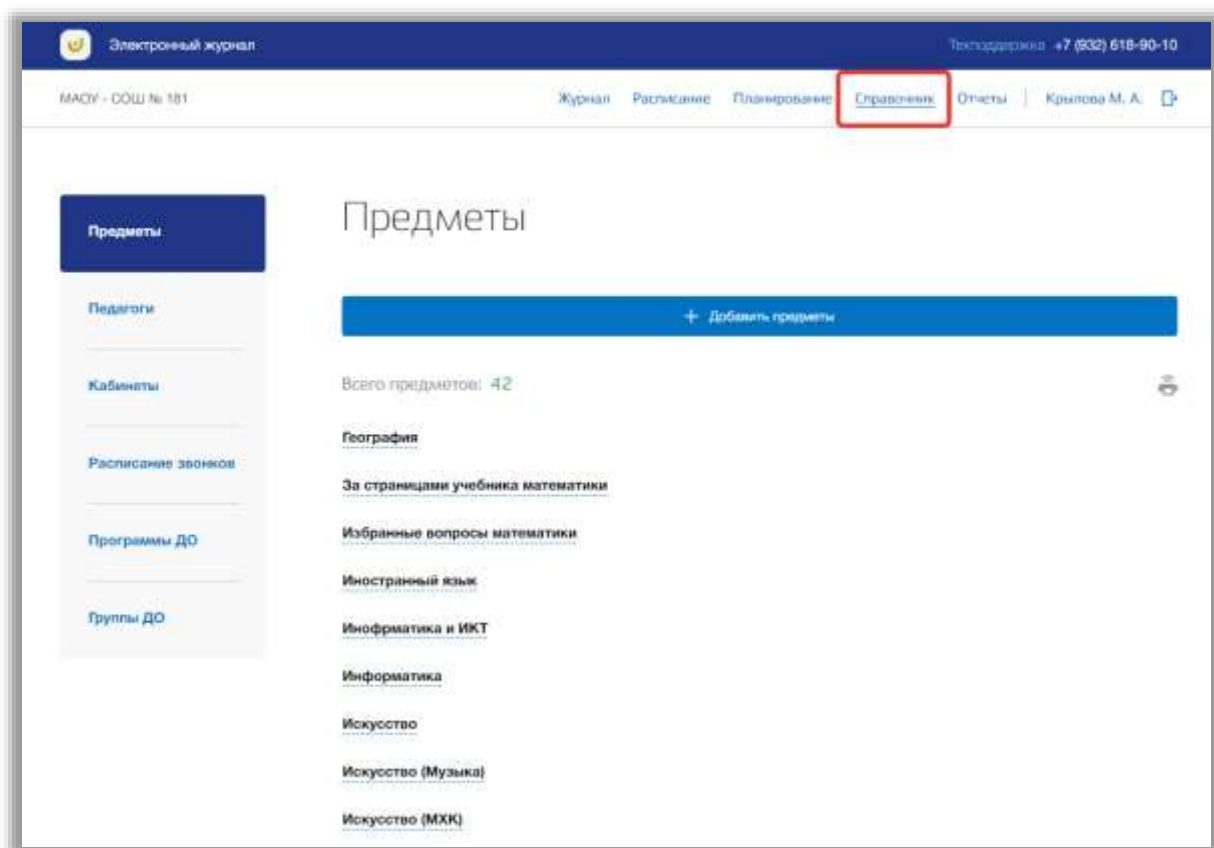 Электронный журнал
Техподдержка +7 (932) 618-90-10
МАОУ - СОШ № 181
Журнал Расписание Планирование Справочник Отчеты Крылова М. А.
Предметы
Предметы
Педагоги
+ Добавить предметы
Кабинеты
Всего предметов: 42
География
Расписание звонков
За страницами учебника математики
Программы ДО
Избранные вопросы математики
Иностранный язык
Группы ДО
Инофрматика и ИКТ
Информатика
Искусство
Искусство (Музыка)
Искусство (МХК)